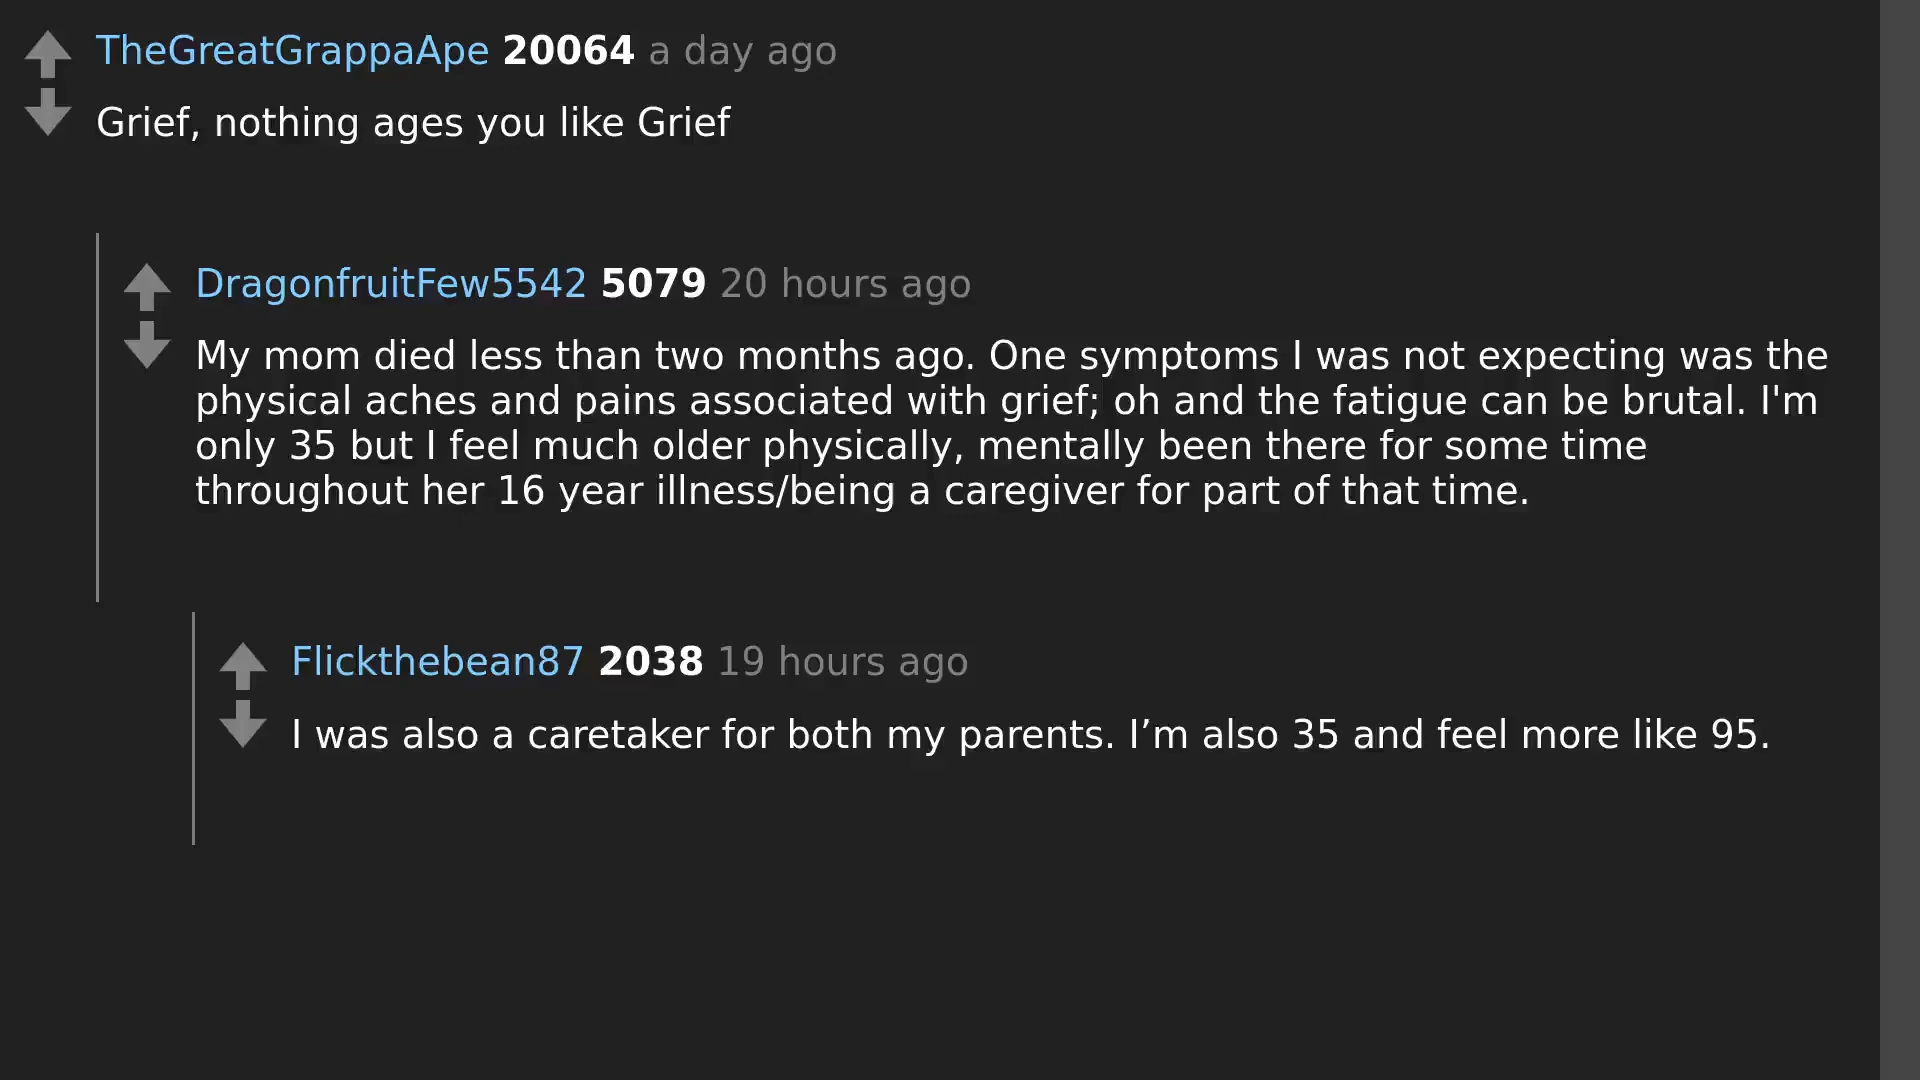 TheGreatGrappaApe 20064 a day ago
Grief, nothing ages you like Grief
DragonfruitFew5542 5079 20 hours ago
My mom died less than two months ago. One symptoms I was not expecting was the
physical aches and pains associated with grief; oh and the fatigue can be brutal. I'm
only 35 but I feel much older physically, mentally been there for some time
throughout her 16 year illness/being a caregiver for part of that time.
Flickthebean87 2038 19 hours ago
I was also a caretaker for both my parents. I’m also 35 and feel more like 95.